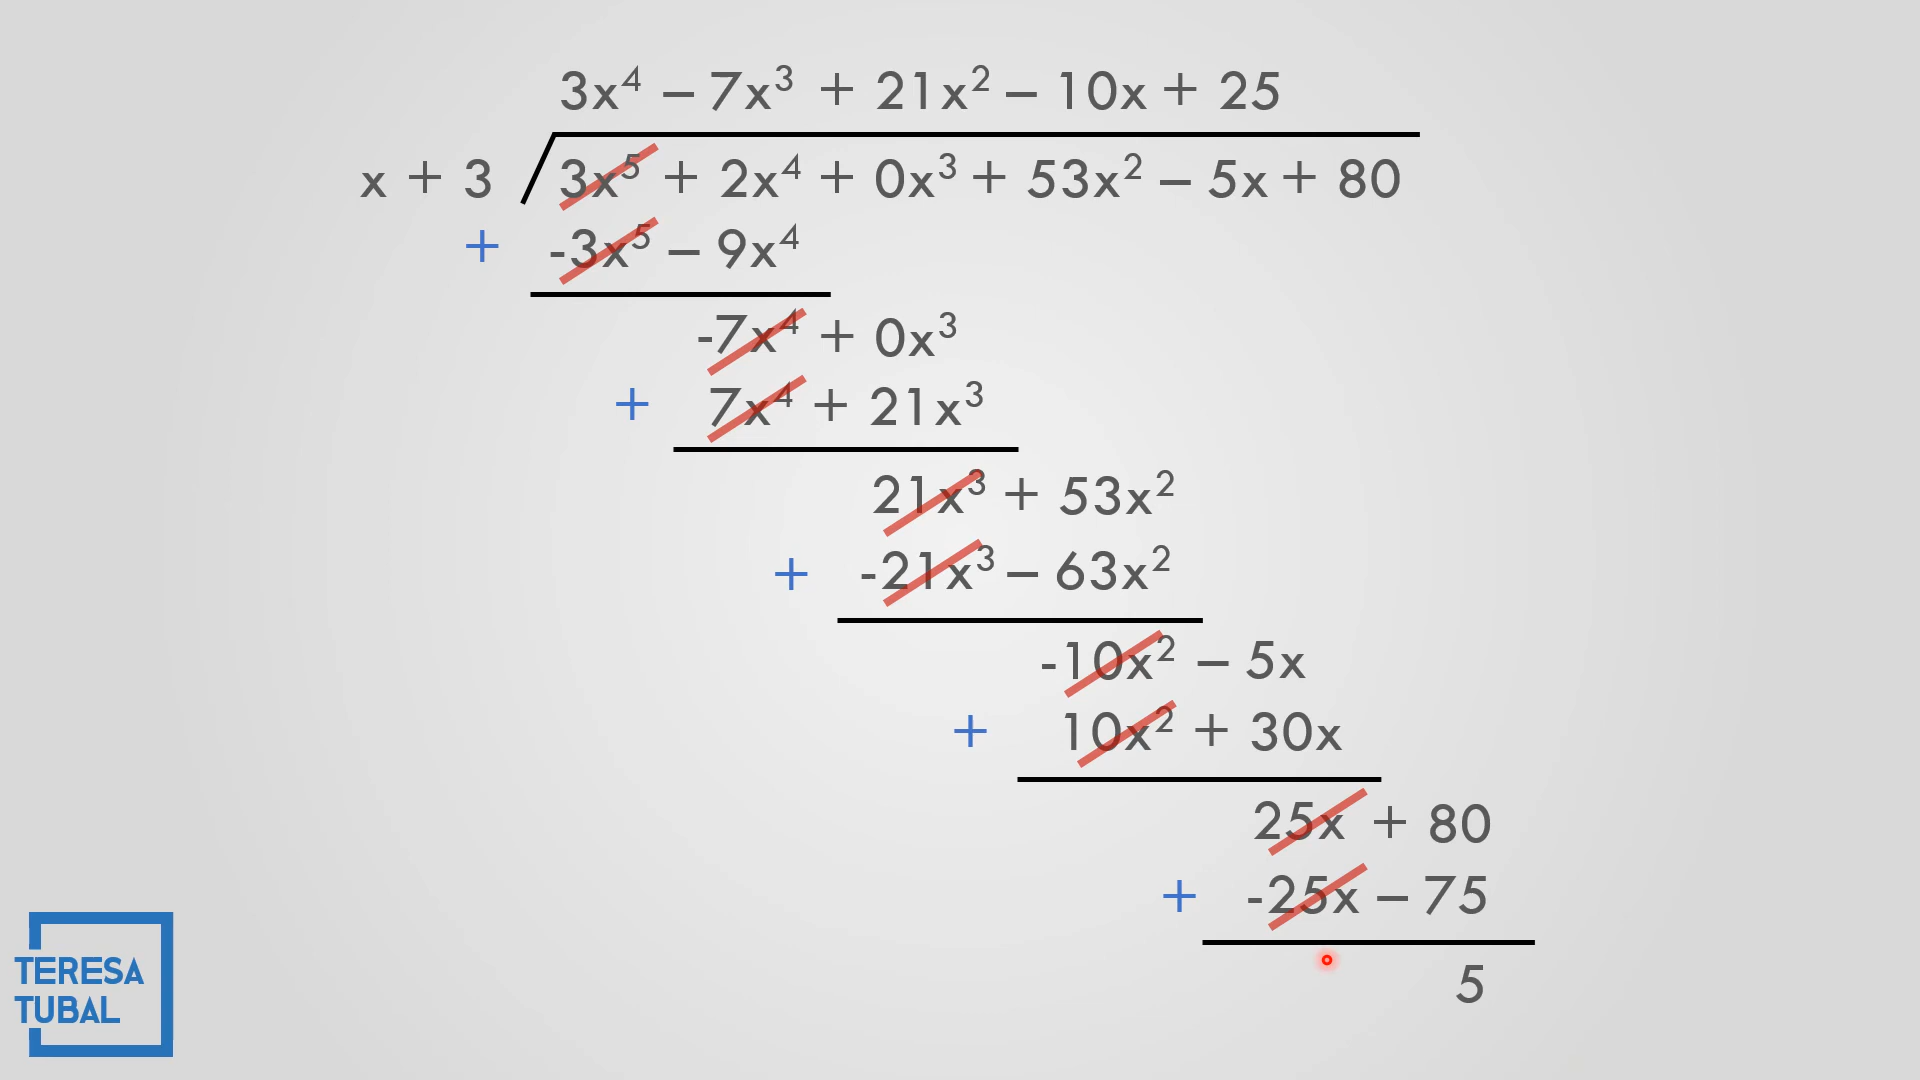 3x⁴ – 7x³ + 21x² – 10x + 25
x + 3 3x⁵ + 2x⁴ + 0x³ + 53x² – 5x + 80
+ -3x⁵ – 9x⁴
-7x⁴ + 0x³
+ 7x⁴ + 21x³
21x³ + 53x²
+ -21x³ – 63x²
-10x² – 5x
+ 10x² + 30x
25x + 80
+ -25x – 75
5
TERESA
TUBAL